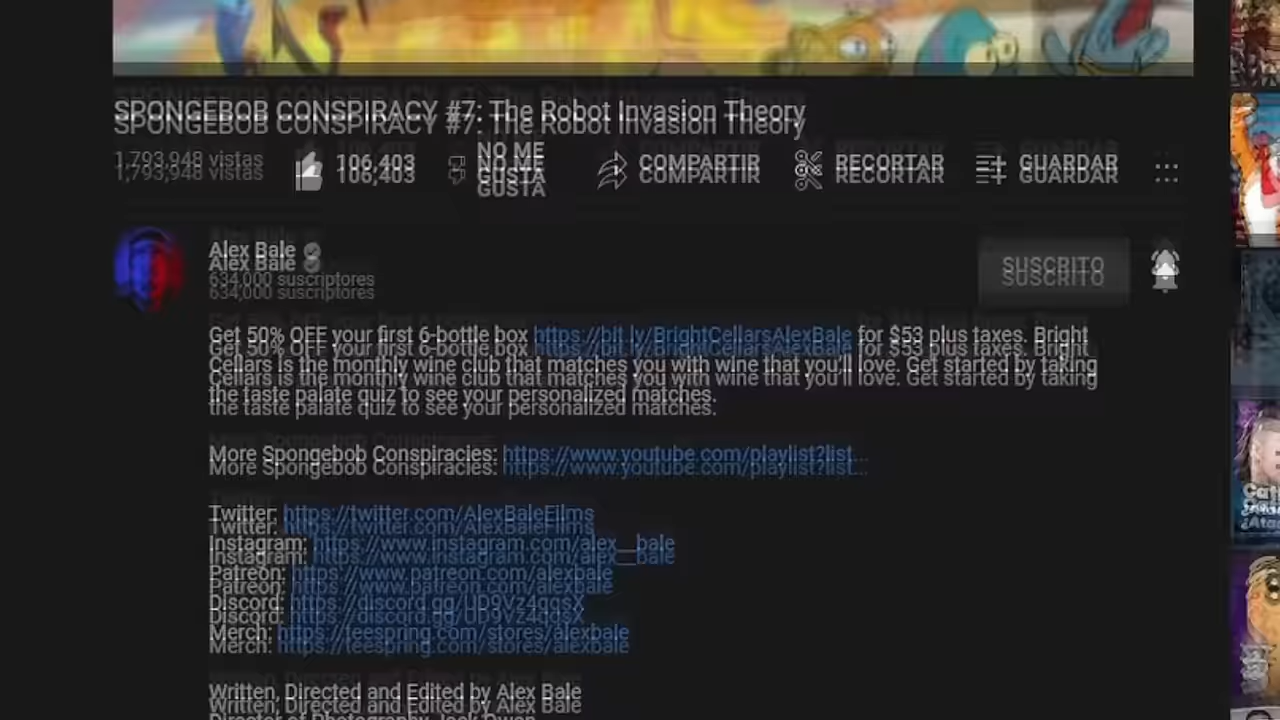 SPONGEBOB CONSPIRACY #7: The Robot Invasion Theory
1,793,948 vistas 106,403 NO ME GUSTA COMPARTIR RECORTAR GUARDAR
Alex Bale
634,000 suscriptores
SUSCRITO
Get 50% OFF your first 6-bottle box https://bit.ly/BrightCellarsAlexBale for $53 plus taxes. Bright
Cellars is the monthly wine club that matches you with wine that you'll love. Get started by taking
the taste palate quiz to see your personalized matches.
More Spongebob Conspiracies: https://www.youtube.com/playlist?list...
Twitter: https://twitter.com/AlexBaleFilms
Instagram: https://www.instagram.com/alex__bale
Patreon: https://www.patreon.com/alexbale
Discord: https://discord.gg/UD9Vz4qqsX
Merch: https://teespring.com/stores/alexbale
Written, Directed and Edited by Alex Bale
Director of Photography Jack Owen